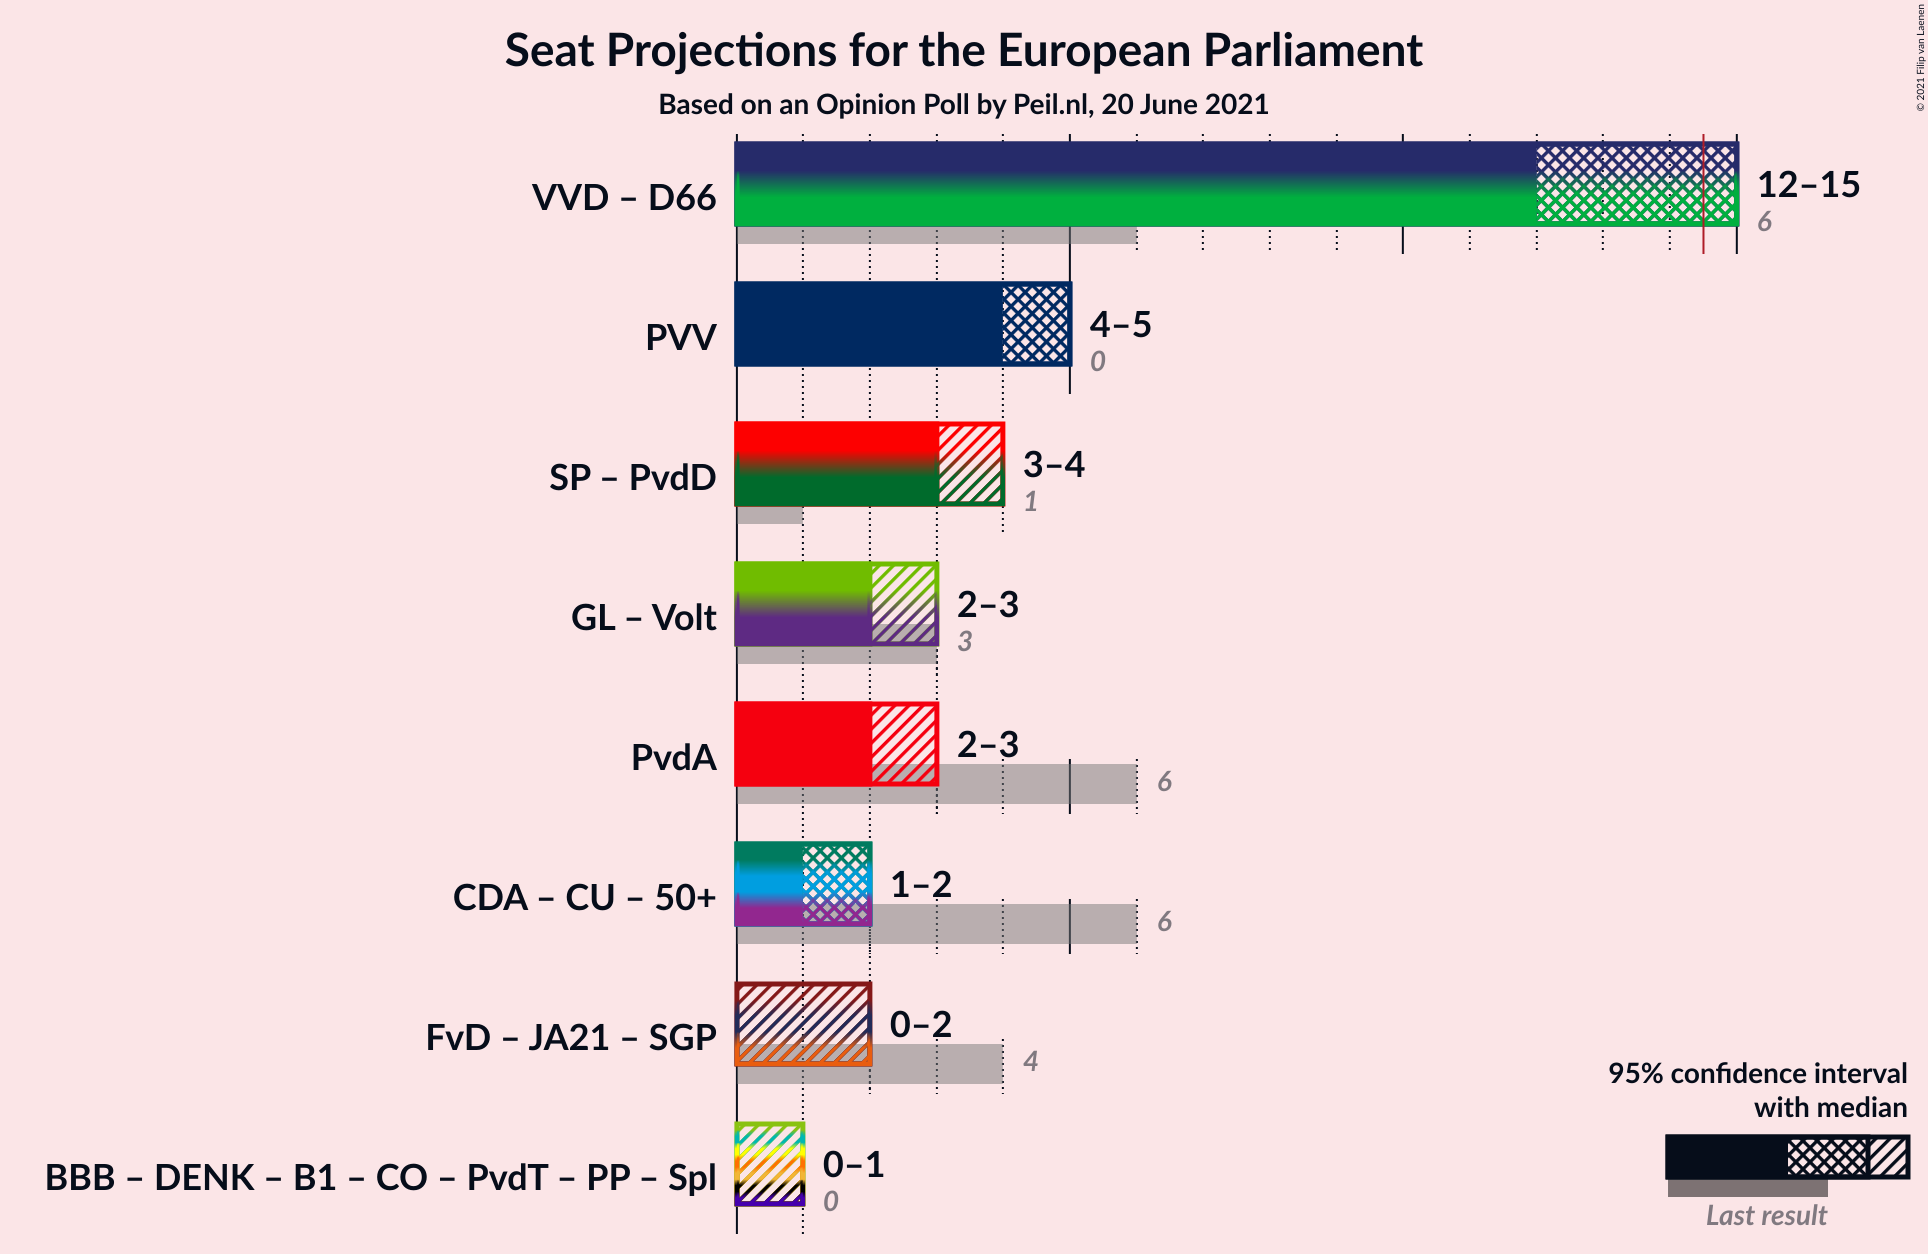 Seat Projections for the European Parliament
Based on an Opinion Poll by Peil.nl, 20 June 2021
© 2021 Filip van Laenen
VVD – D66
12–15
6
PVV
4–5
0
SP – PvdD
3–4
1
GL – Volt
2–3
3
PvdA
2–3
6
CDA – CU – 50+
1–2
6
FvD – JA21 – SGP
0–2
4
BBB – DENK – B1 – CO – PvdT – PP – Spl
0–1
0
95% confidence interval
with median
Last result